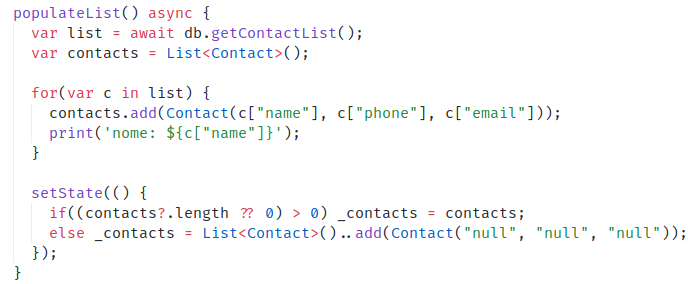 populateList() async {
  var list = await db.getContactList();
  var contacts = List<Contact>();

  for(var c in list) {
    contacts.add(Contact(c["name"], c["phone"], c["email"]));
    print('nome: ${c["name"]}');
  }

  setState(() {
    if((contacts?.length ?? 0) > 0) _contacts = contacts;
    else _contacts = List<Contact>()..add(Contact("null", "null", "null"));
  });
}